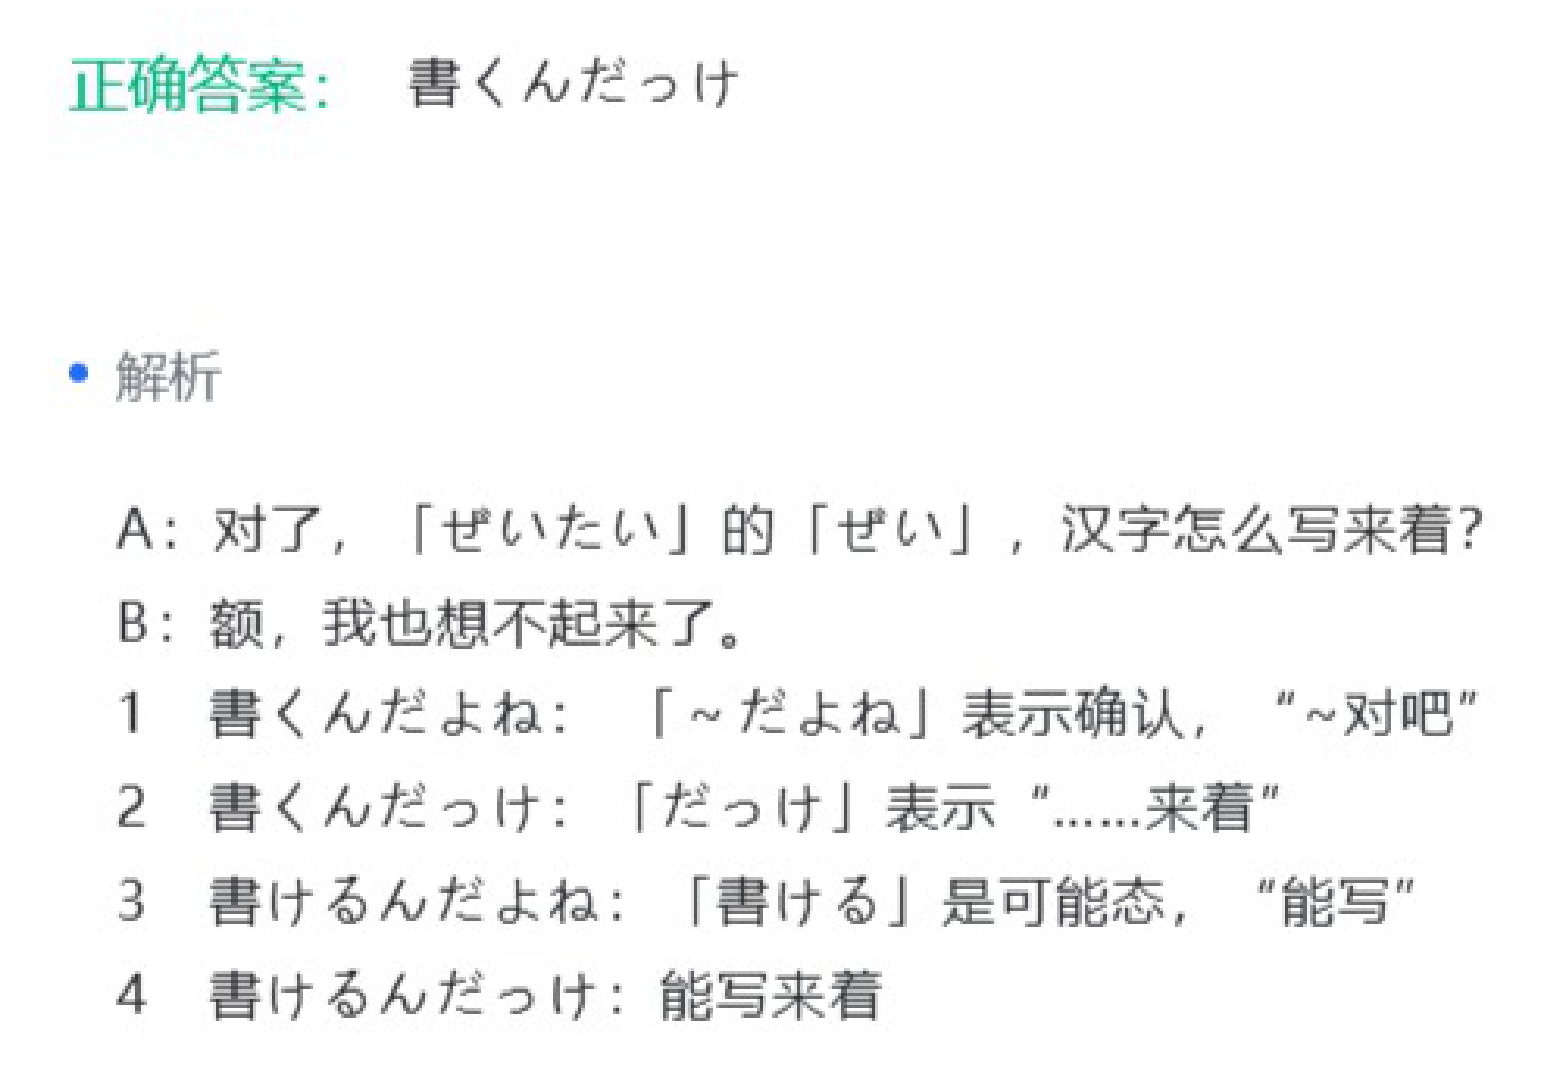 正确答案： 書くんだっけ
• 解析
A：对了，「ぜいたい」的「ぜい」，汉字怎么写来着？
B：额，我也想不起来了。
1 書くんだよね：「~だよね」表示确认，“~对吧”
2 書くんだっけ：「だっけ」表示“……来着”
3 書けるんだよね：「書ける」是可能态，“能写”
4 書けるんだっけ：能写来着